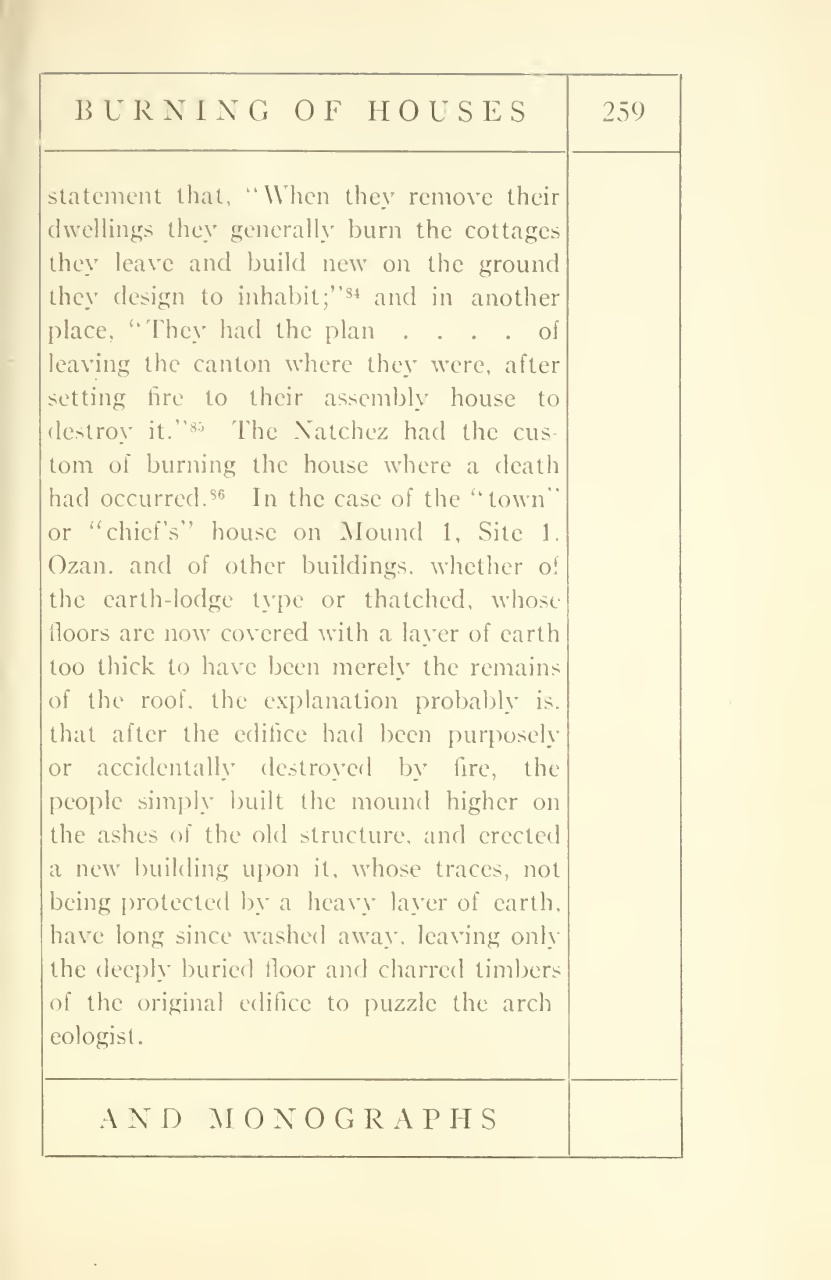 BURNING OF HOUSES
259
statement that, “When they remove their
dwellings they generally burn the cottages
they leave and build new on the ground
they design to inhabit;”⁸⁴ and in another
place, “They had the plan . . . . of
leaving the canton where they were, after
setting fire to their assembly house to
destroy it.”⁸⁵ The Natchez had the cus-
tom of burning the house where a death
had occurred.⁸⁶ In the case of the “town”
or “chief's” house on Mound 1, Site 1,
Ozan, and of other buildings, whether of
the earth-lodge type or thatched, whose
floors are now covered with a layer of earth
too thick to have been merely the remains
of the roof, the explanation probably is,
that after the edifice had been purposely
or accidentally destroyed by fire, the
people simply built the mound higher on
the ashes of the old structure, and erected
a new building upon it, whose traces, not
being protected by a heavy layer of earth,
have long since washed away, leaving only
the deeply buried floor and charred timbers
of the original edifice to puzzle the arch
eologist.
AND MONOGRAPHS